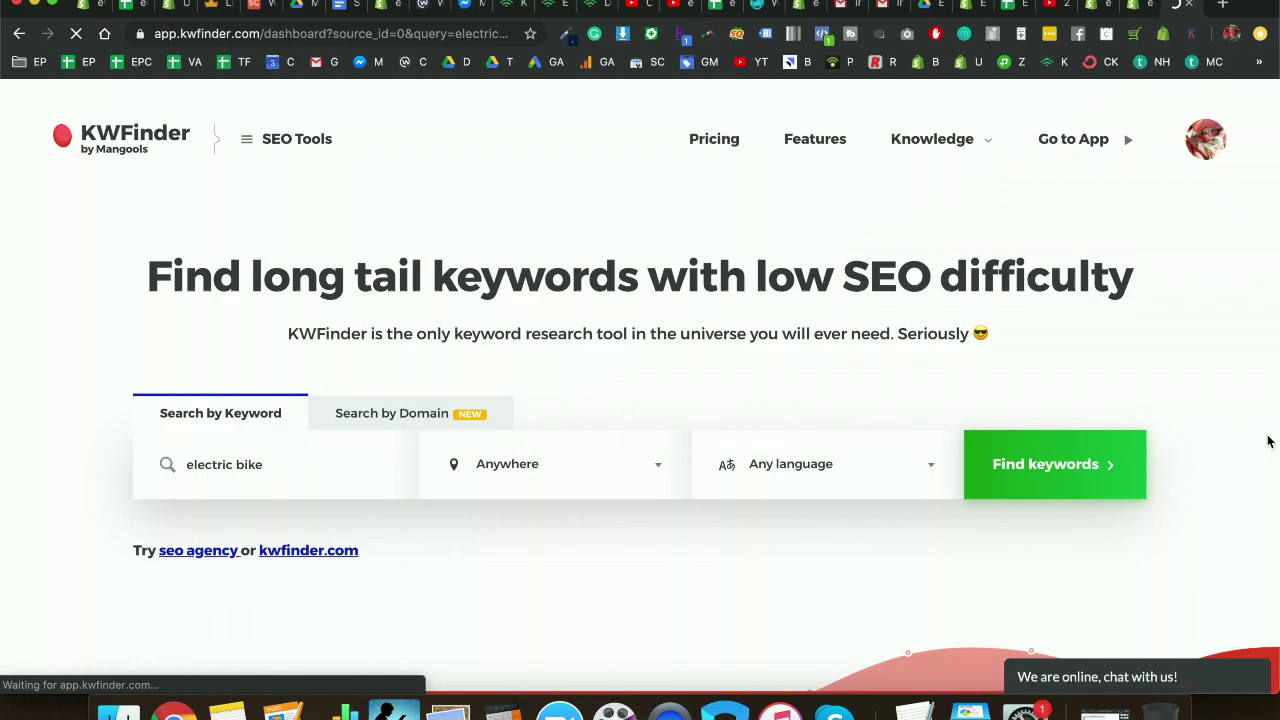 app.kwfinder.com/dashboard?source_id=0&query=electric...
EP EP EPC VA TF C G M C D T GA GA SC GM YT B P R B U Z K CK NH MC »
KWFinder
by Mangools
SEO Tools
Pricing Features Knowledge Go to App
Find long tail keywords with low SEO difficulty
KWFinder is the only keyword research tool in the universe you will ever need. Seriously 😎
Search by Keyword Search by Domain NEW
electric bike Anywhere Any language Find keywords
Try seo agency or kwfinder.com
We are online, chat with us!
Waiting for app.kwfinder.com...
1